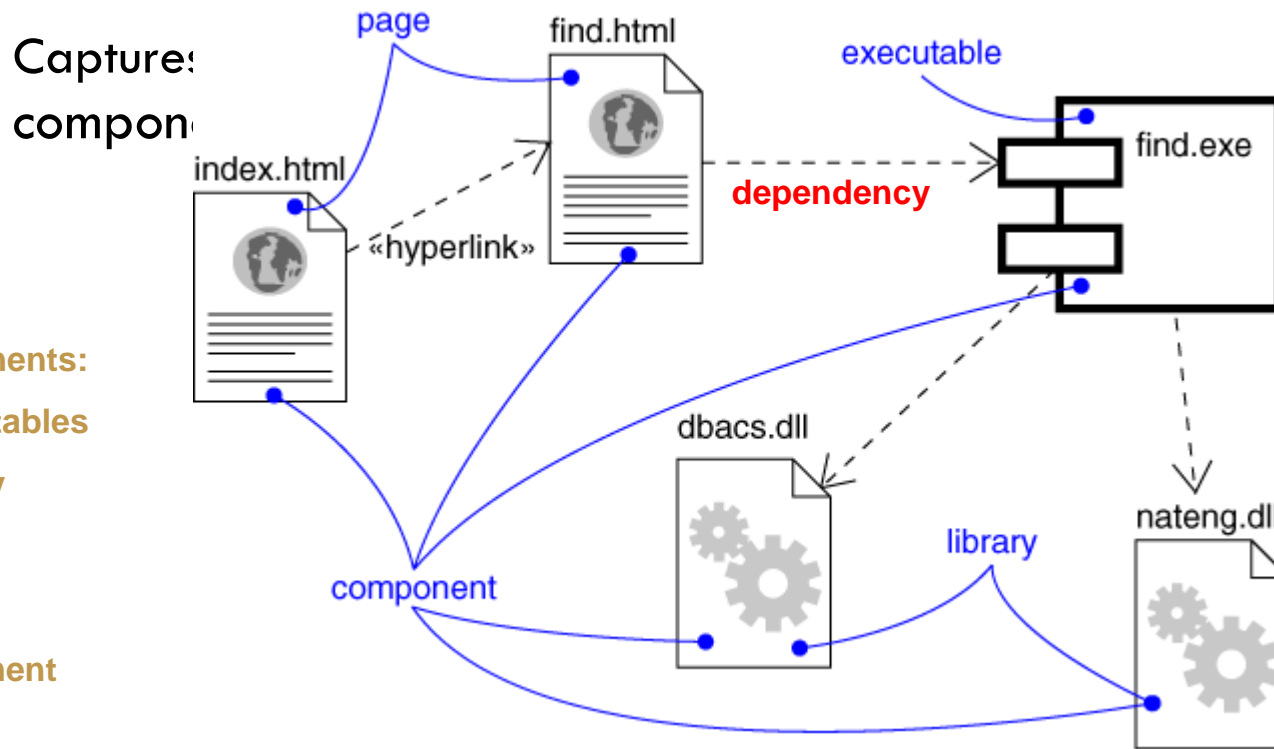 page
find.html
executable
Captures
compon
index.html
find.exe
dependency
«hyperlink»
nents:
tables
dbacs.dll
nateng.dl
library
component
nent